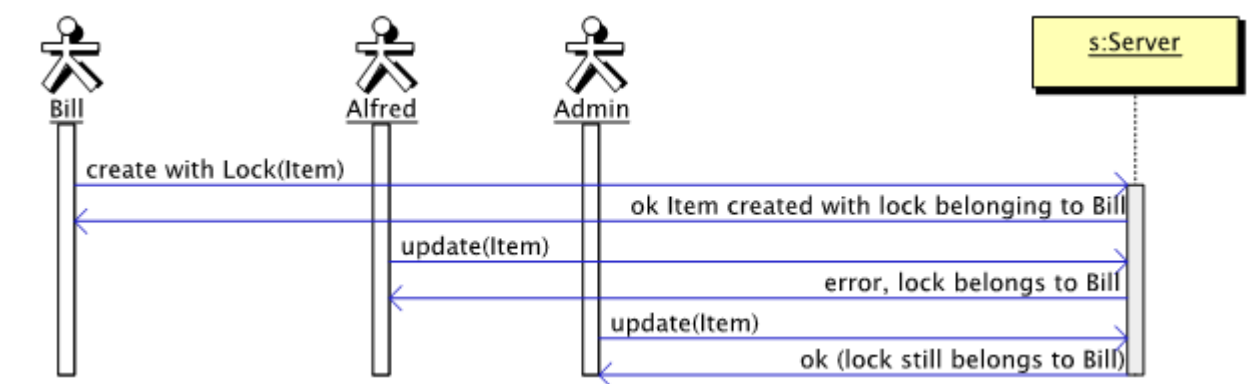 s:Server
Bill
Alfred
Admin
create with Lock(Item)
ok Item created with lock belonging to Bill
update(Item)
error, lock belongs to Bill
update(Item)
ok (lock still belongs to Bill)